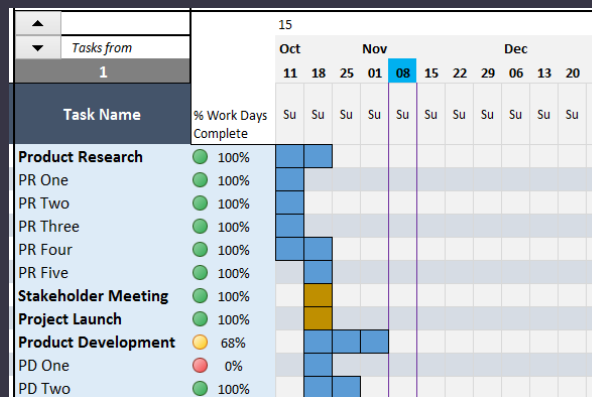 15
Tasks from
Oct Nov Dec
1 11 18 25 01 08 15 22 29 06 13 20
Task Name % Work Days Complete Su Su Su Su Su Su Su Su Su Su Su
Product Research 100%
PR One 100%
PR Two 100%
PR Three 100%
PR Four 100%
PR Five 100%
Stakeholder Meeting 100%
Project Launch 100%
Product Development 68%
PD One 0%
PD Two 100%